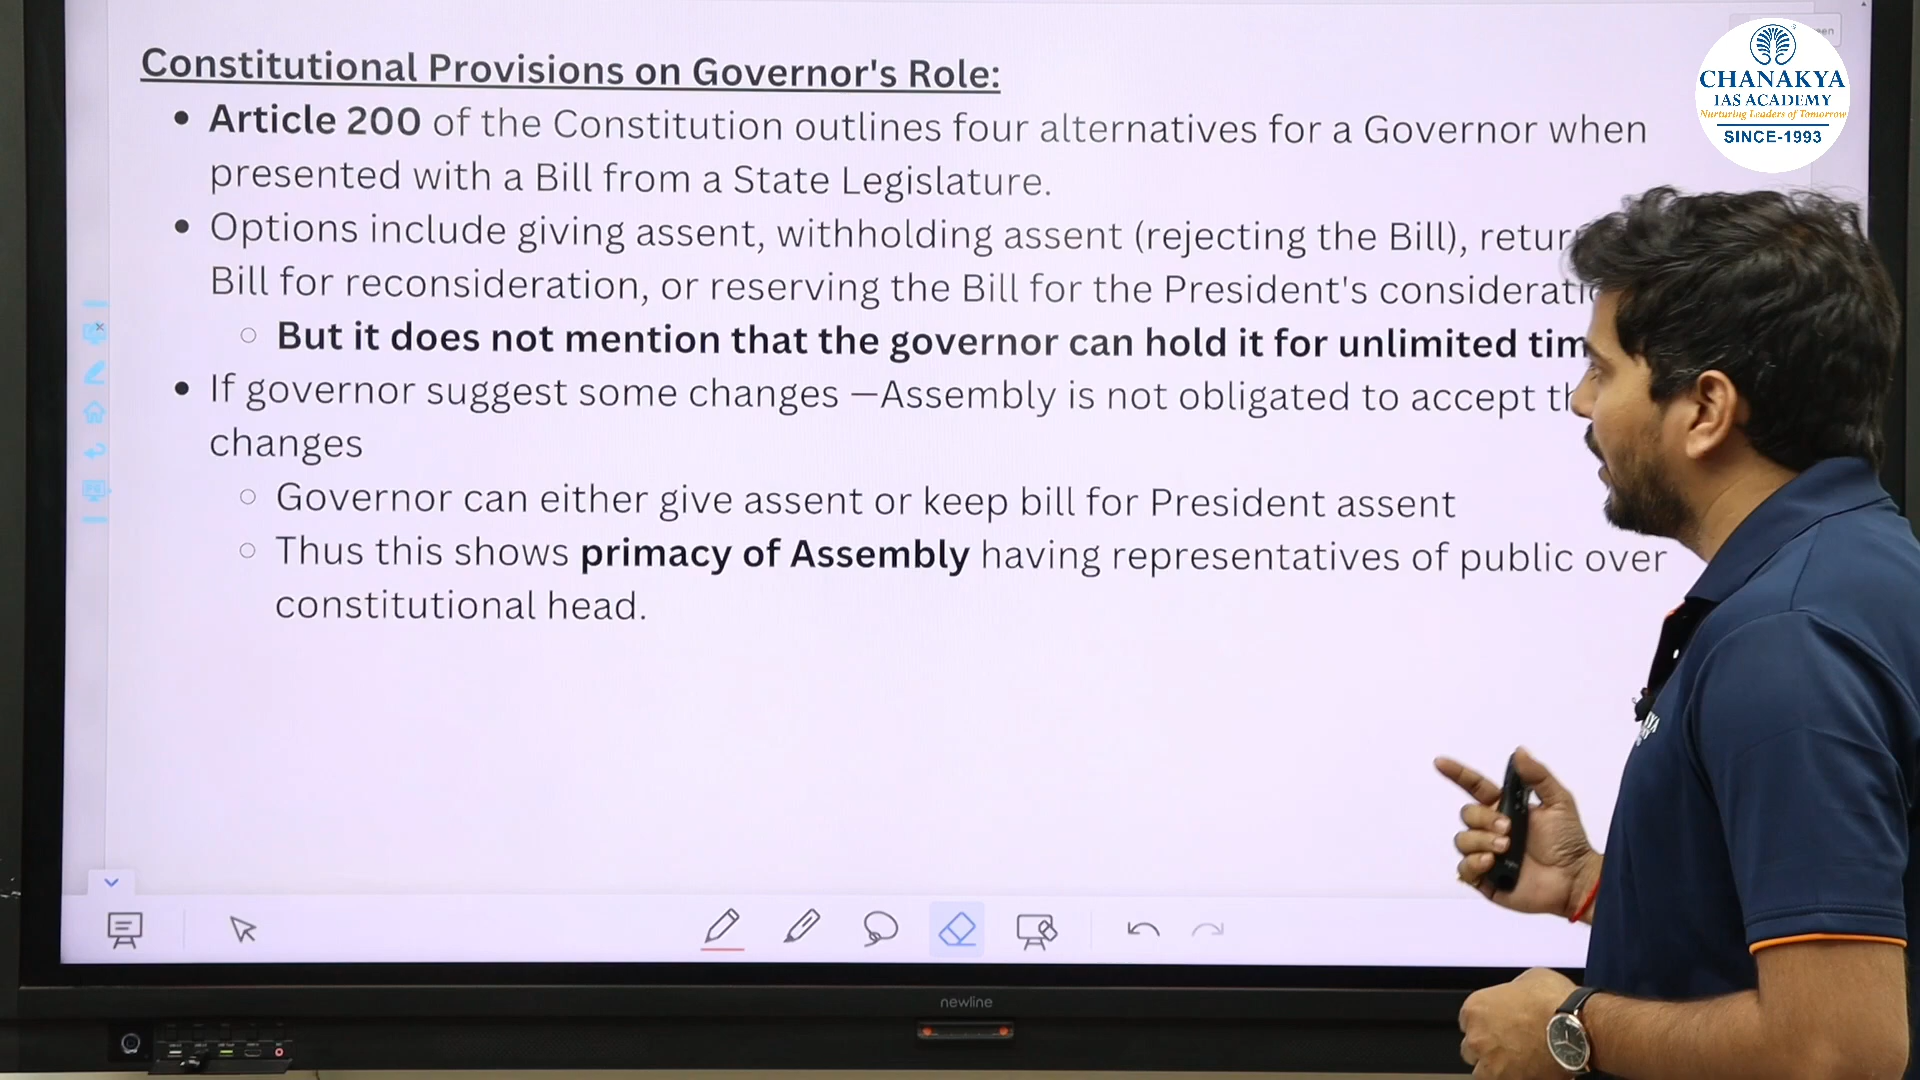 Constitutional Provisions on Governor's Role:
• Article 200 of the Constitution outlines four alternatives for a Governor when
presented with a Bill from a State Legislature.
• Options include giving assent, withholding assent (rejecting the Bill),
Bill for reconsideration, or reserving the Bill for the President's
○ But it does not mention that the governor can hold it for unlimited
• If governor suggest some changes —Assembly is not obligated to accept
changes
○ Governor can either give assent or keep bill for President assent
○ Thus this shows primacy of Assembly having representatives of public over
constitutional head.
CHANAKYA
IAS ACADEMY
Nurturing Leaders of Tomorrow
SINCE-1993
newline